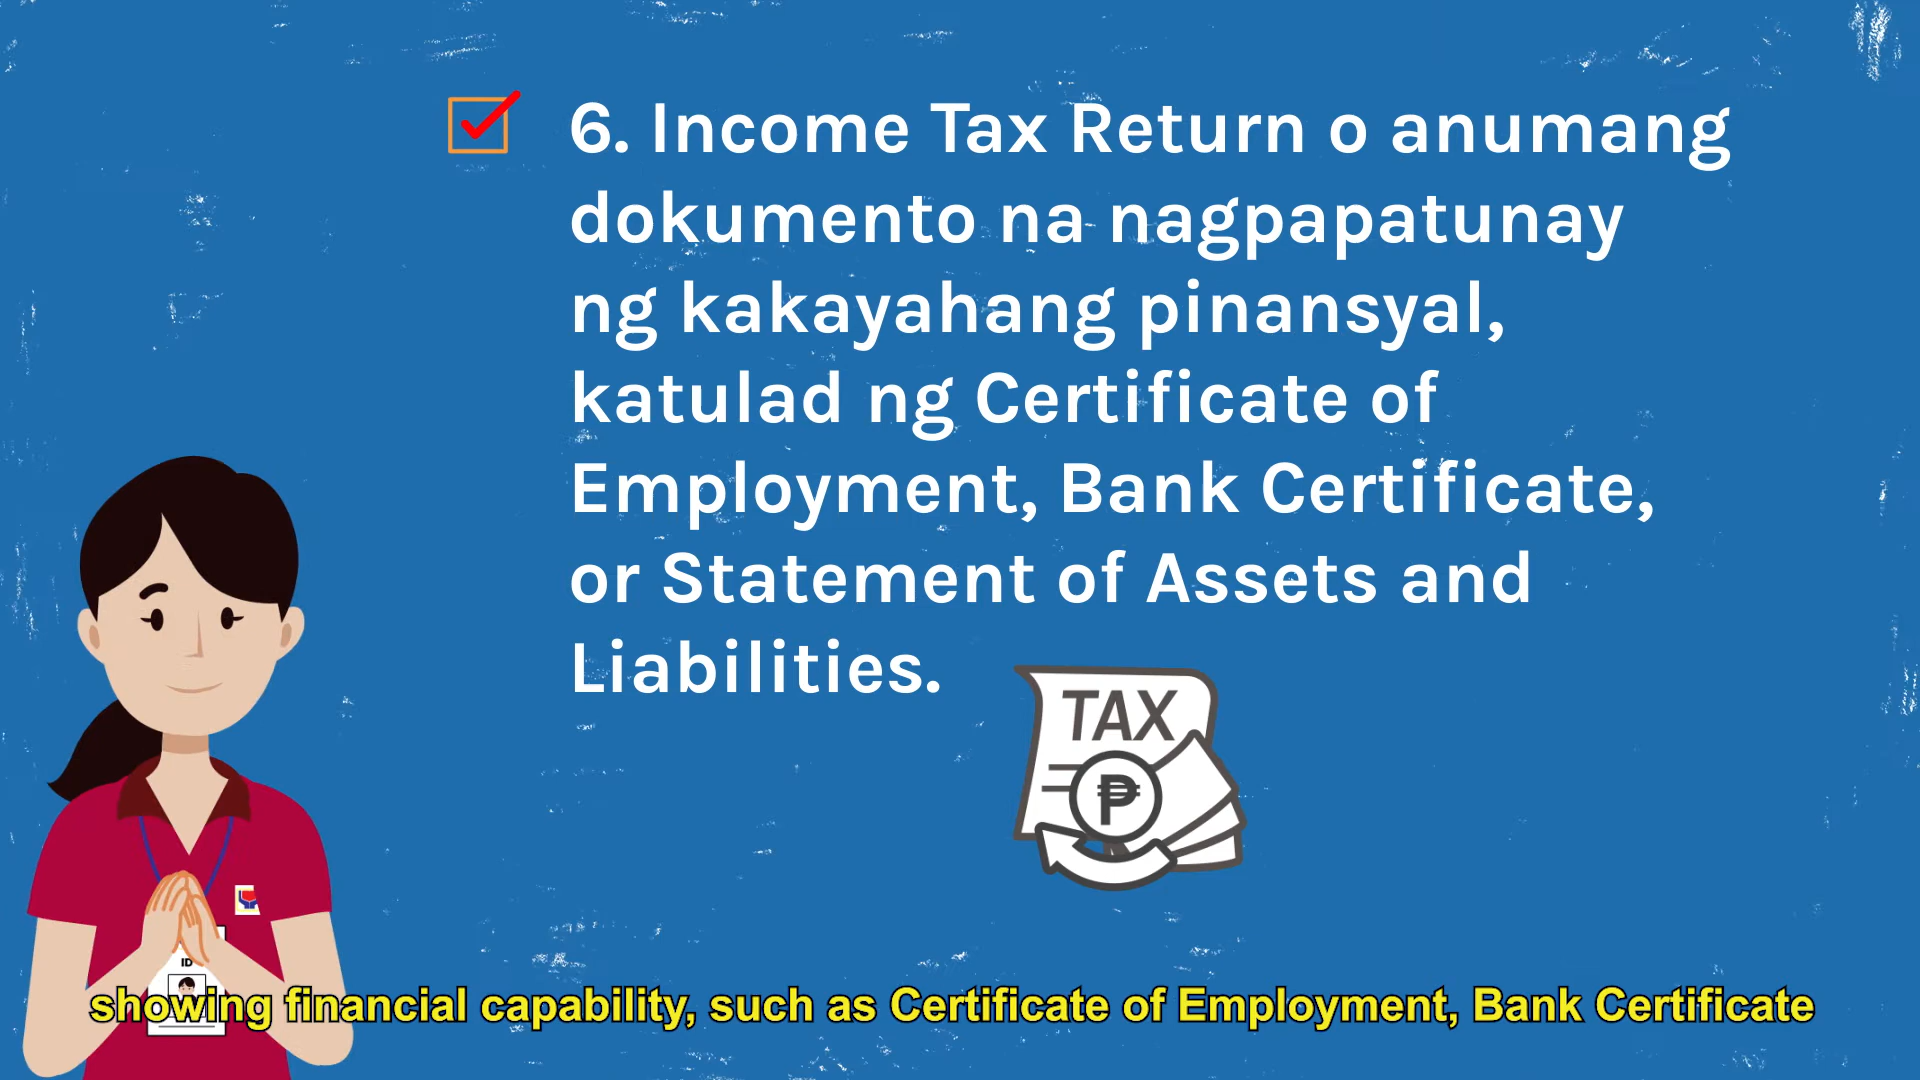 6. Income Tax Return o anumang
dokumento na nagpapatunay
ng kakayahang pinansyal,
katulad ng Certificate of
Employment, Bank Certificate,
or Statement of Assets and
Liabilities.
TAX
₱
ID
showing financial capability, such as Certificate of Employment, Bank Certificate